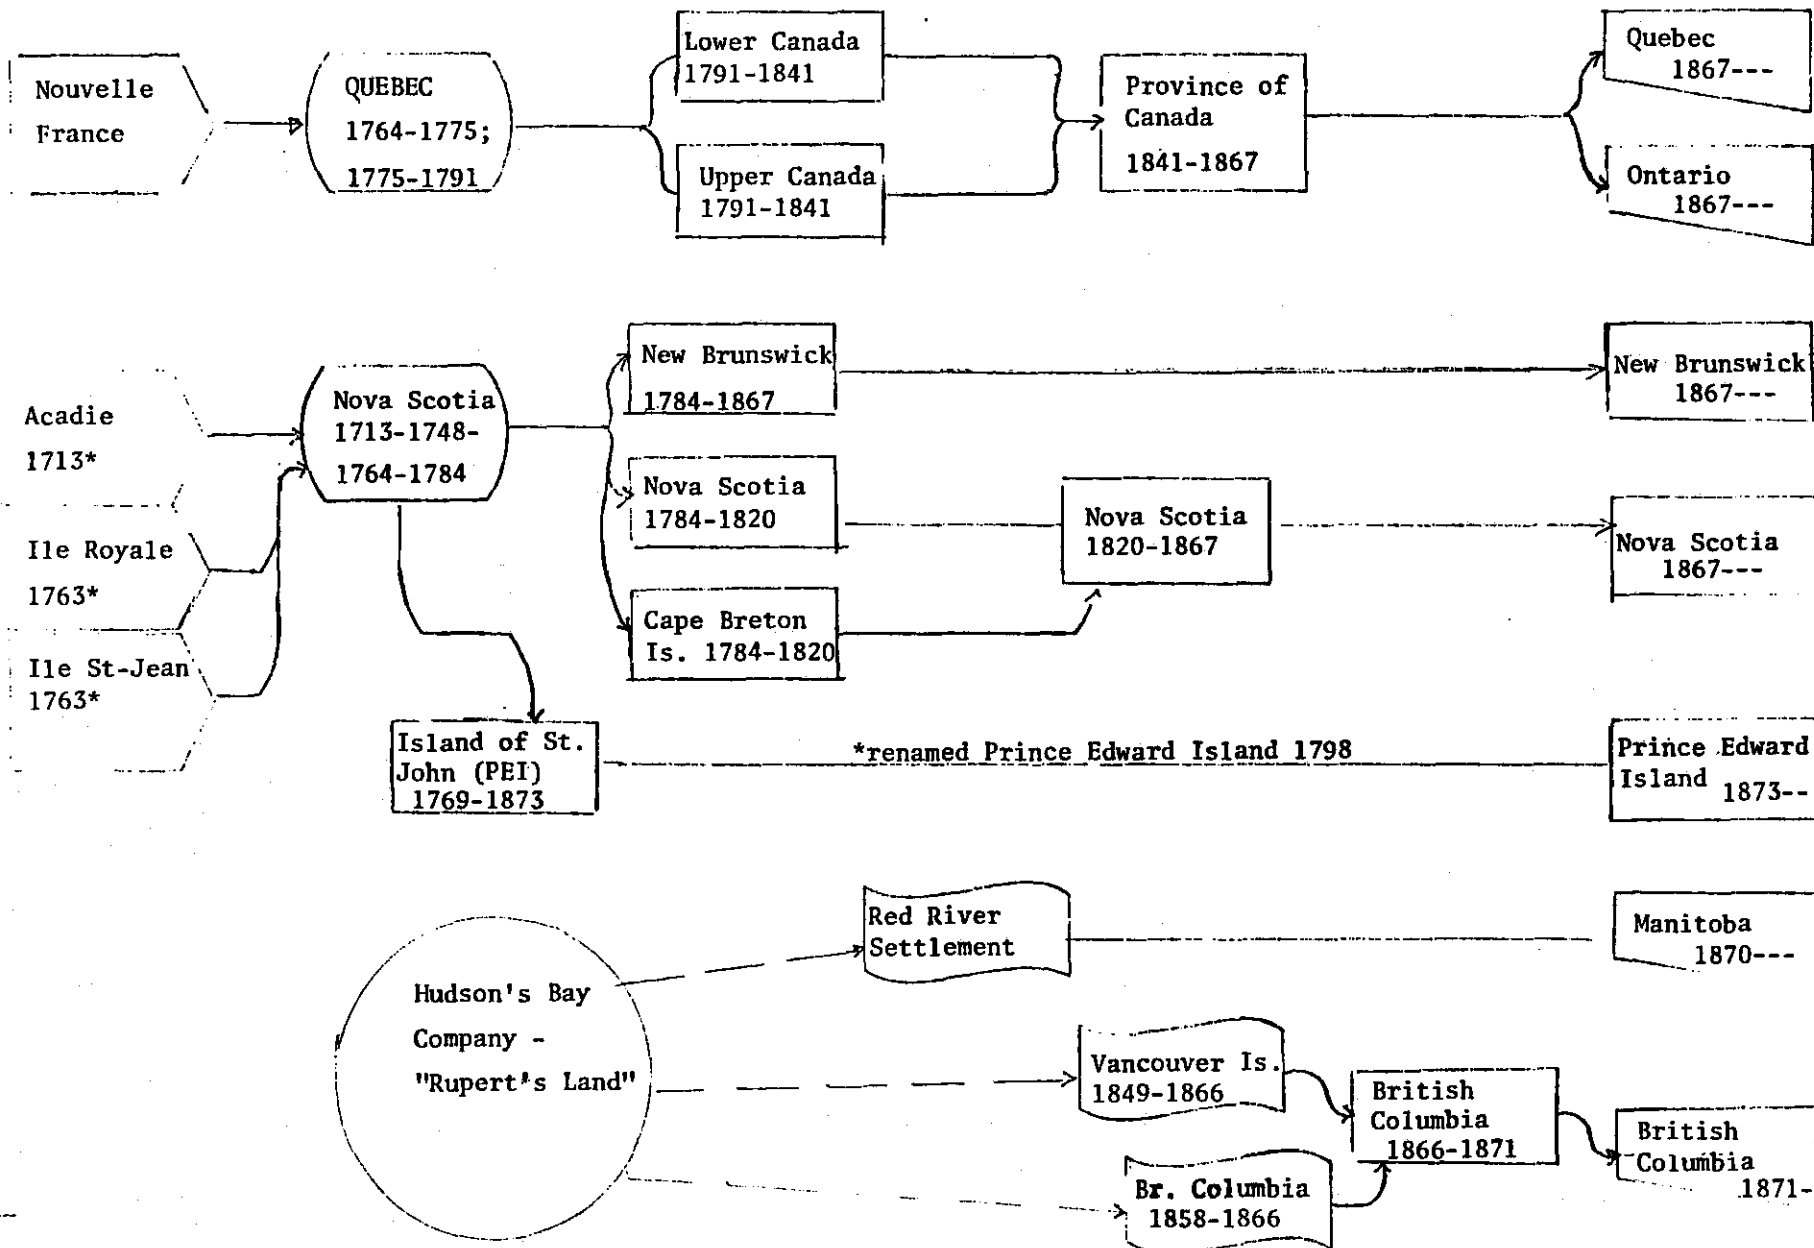 Nouvelle
France
QUEBEC
1764-1775;
1775-1791
Lower Canada
1791-1841
Upper Canada
1791-1841
Province of
Canada
1841-1867
Quebec
1867---
Ontario
1867---
Acadie
1713*
Ile Royale
1763*
Ile St-Jean
1763*
Nova Scotia
1713-1748-
1764-1784
New Brunswick
1784-1867
Nova Scotia
1784-1820
Cape Breton
Is. 1784-1820
Nova Scotia
1820-1867
New Brunswick
1867---
Nova Scotia
1867---
Island of St.
John (PEI)
1769-1873
*renamed Prince Edward Island 1798
Prince Edward
Island 1873--
Hudson's Bay
Company -
"Rupert's Land"
Red River
Settlement
Manitoba
1870---
Vancouver Is.
1849-1866
Br. Columbia
1858-1866
British
Columbia
1866-1871
British
Columbia
1871-